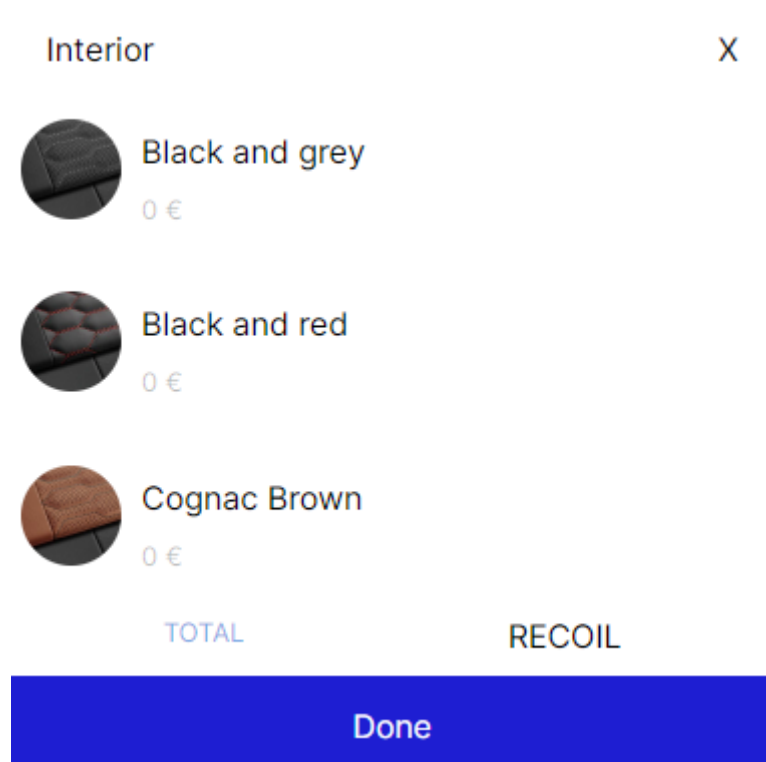 Interior X
Black and grey
0 €
Black and red
0 €
Cognac Brown
0 €
TOTAL RECOIL
Done